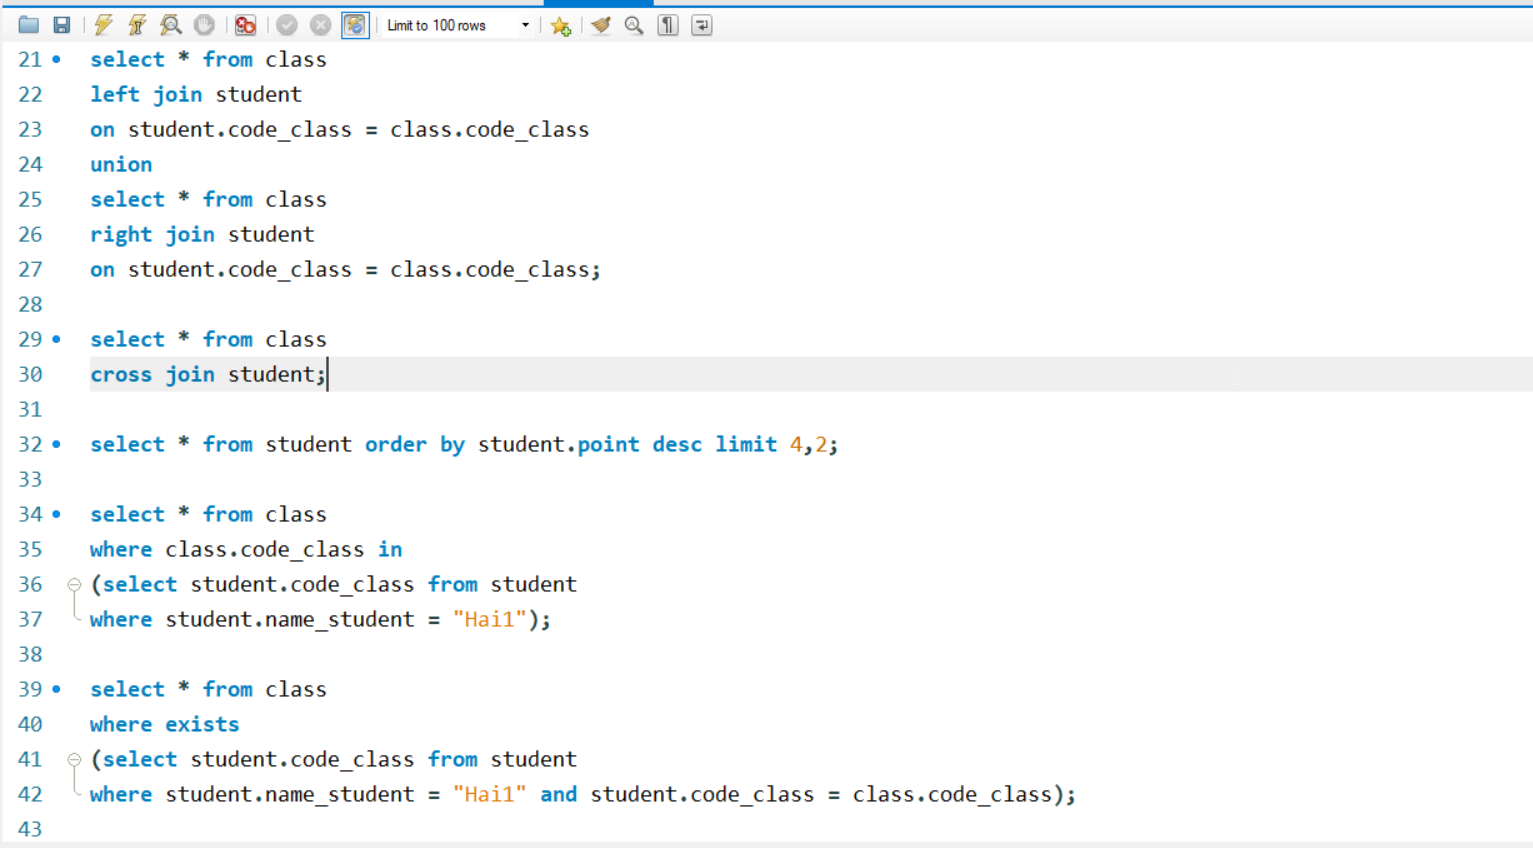 Limit to 100 rows
21 select * from class
22 left join student
23 on student.code_class = class.code_class
24 union
25 select * from class
26 right join student
27 on student.code_class = class.code_class;
28
29 select * from class
30 cross join student;
31
32 select * from student order by student.point desc limit 4,2;
33
34 select * from class
35 where class.code_class in
36 (select student.code_class from student
37 where student.name_student = "Hai1");
38
39 select * from class
40 where exists
41 (select student.code_class from student
42 where student.name_student = "Hai1" and student.code_class = class.code_class);
43